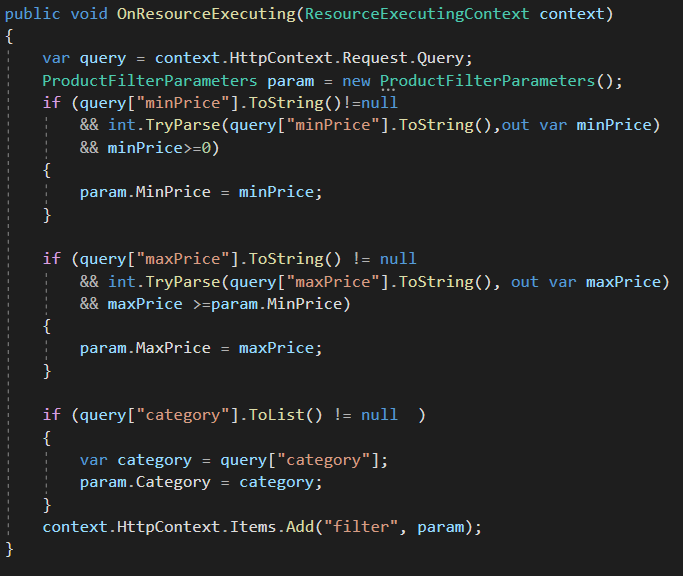 public void OnResourceExecuting(ResourceExecutingContext context)
{
var query = context.HttpContext.Request.Query;
ProductFilterParameters param = new ProductFilterParameters();
if (query["minPrice"].ToString()!=null
&& int.TryParse(query["minPrice"].ToString(),out var minPrice)
&& minPrice>=0)
{
param.MinPrice = minPrice;
}
if (query["maxPrice"].ToString() != null
&& int.TryParse(query["maxPrice"].ToString(), out var maxPrice)
&& maxPrice >=param.MinPrice)
{
param.MaxPrice = maxPrice;
}
if (query["category"].ToList() != null  )
{
var category = query["category"];
param.Category = category;
}
context.HttpContext.Items.Add("filter", param);
}